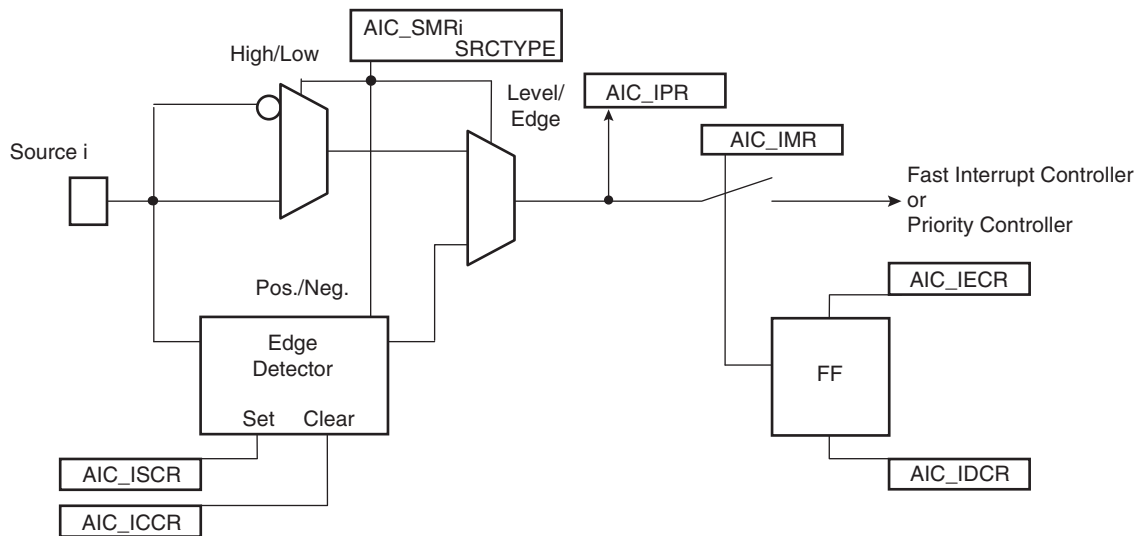 AIC_SMRi
SRCTYPE
High/Low
Level/
Edge
AIC_IPR
AIC_IMR
Source i
Fast Interrupt Controller
or
Priority Controller
Pos./Neg.
AIC_IECR
Edge
Detector
FF
Set Clear
AIC_ISCR
AIC_IDCR
AIC_ICCR